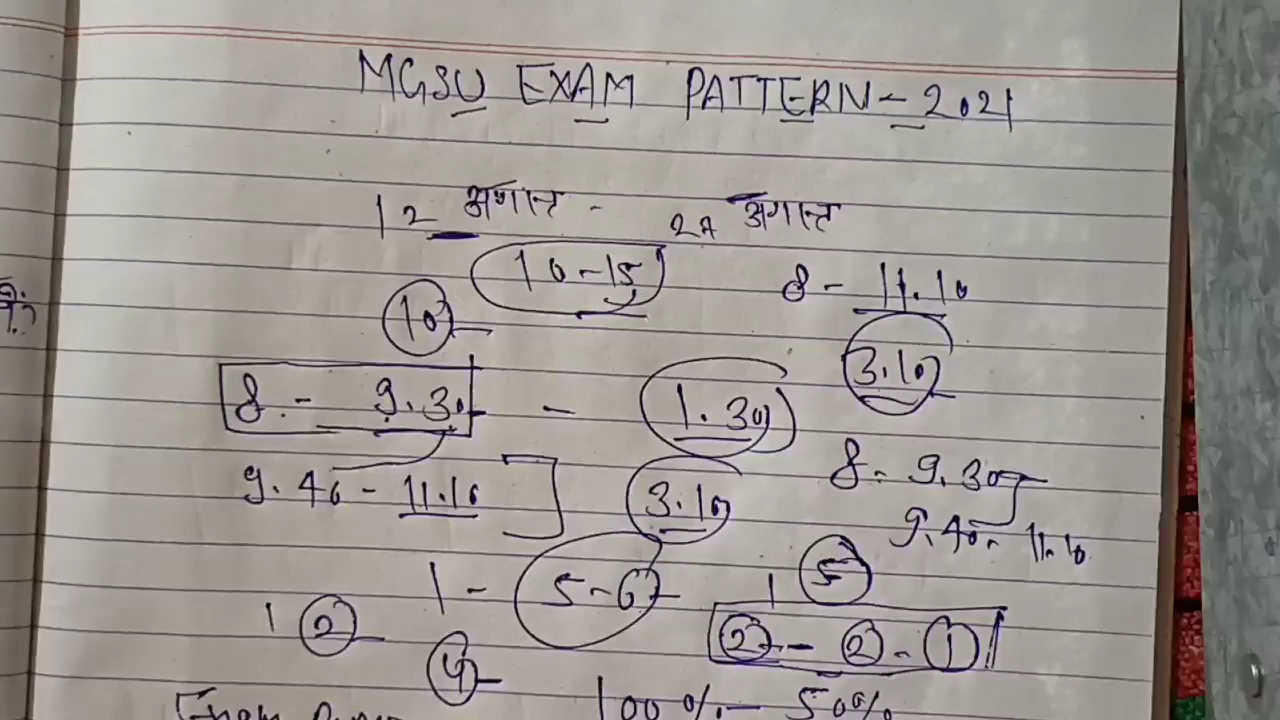 MGSU EXAM PATTERN - 2021
12 अगस्त - 27 अगस्त
10-15 8 - 11.10
10 3.10
8 - 9.30 - 1.30
8 - 9.30
9.40 - 11.10 3.10
9.40 - 11.10
1 - 5-6 1 5
1 2 2 - 2 - 1
4
100% - 50%
Exam